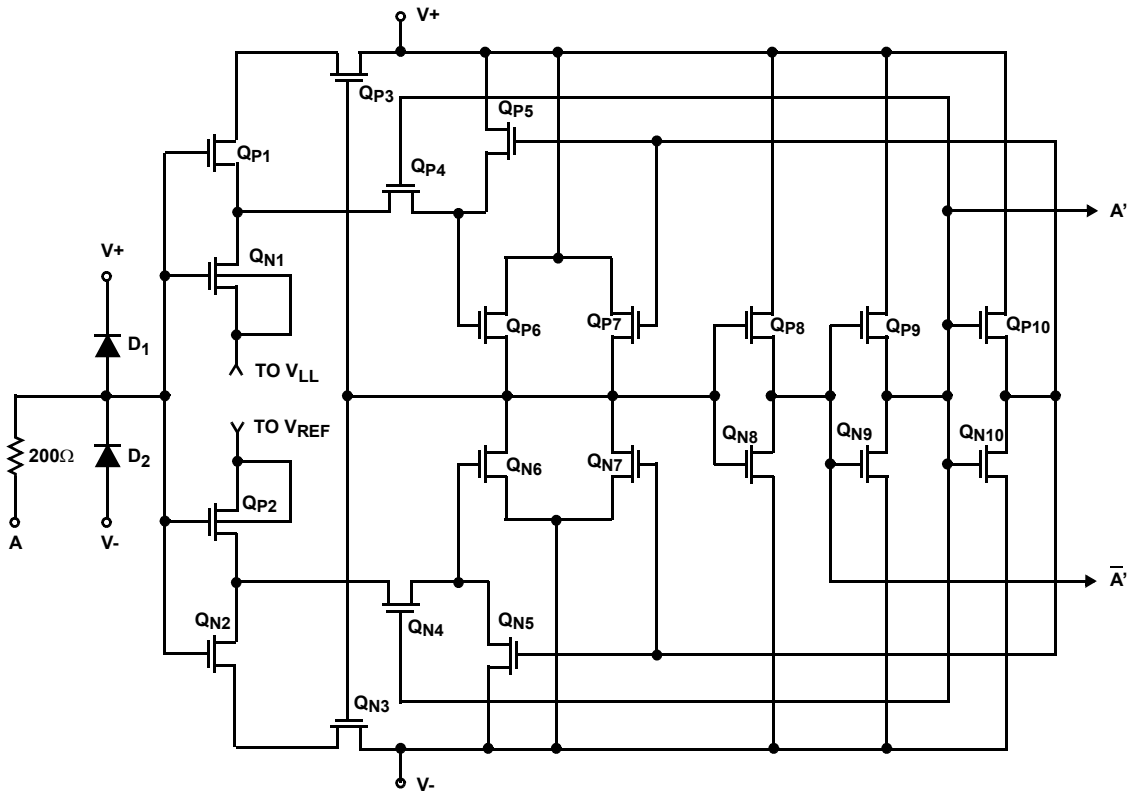 V+
QP3
QP5
QP1
QP4
A'
V+
QN1
D1
QP6
QP7
QP8
QP9
QP10
TO VLL
TO VREF
200Ω
D2
QN6
QN7
QN8
QN9
QN10
QP2
A
V-
A̅'
QN2
QN4
QN5
QN3
V-